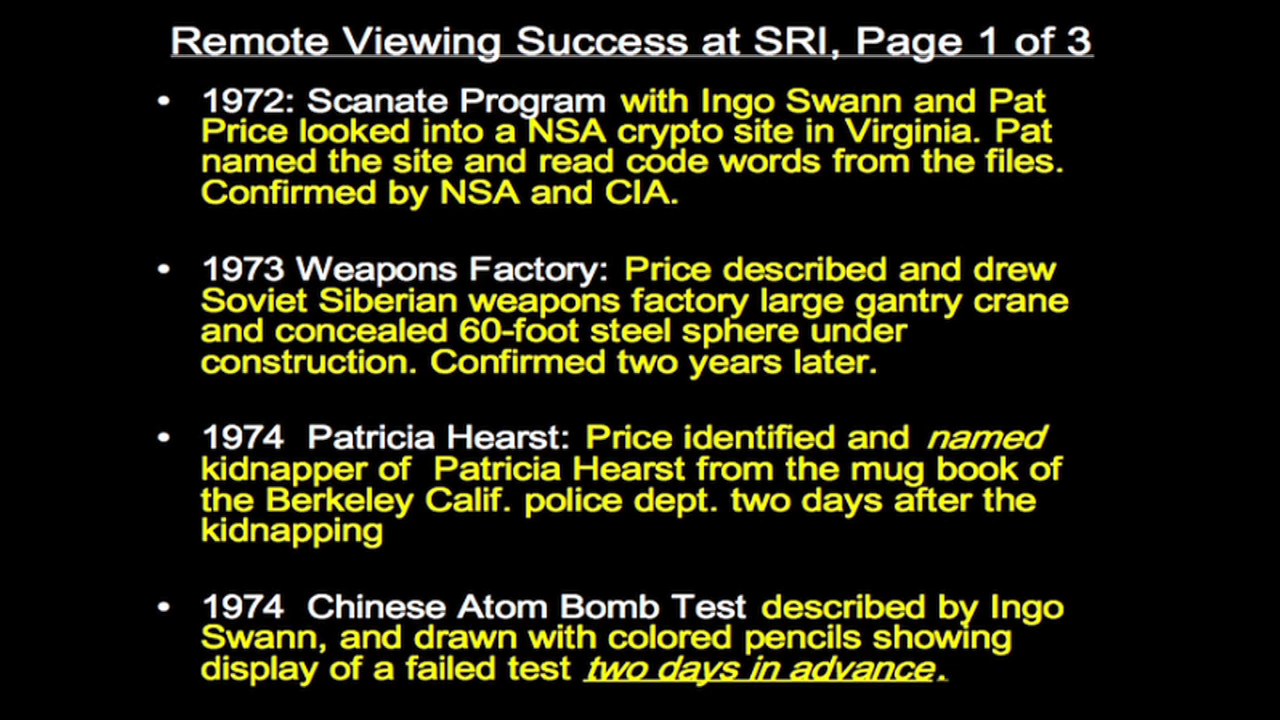 Remote Viewing Success at SRI, Page 1 of 3
• 1972: Scanate Program with Ingo Swann and Pat
Price looked into a NSA crypto site in Virginia. Pat
named the site and read code words from the files.
Confirmed by NSA and CIA.
• 1973 Weapons Factory: Price described and drew
Soviet Siberian weapons factory large gantry crane
and concealed 60-foot steel sphere under
construction. Confirmed two years later.
• 1974 Patricia Hearst: Price identified and named
kidnapper of Patricia Hearst from the mug book of
the Berkeley Calif. police dept. two days after the
kidnapping
• 1974 Chinese Atom Bomb Test described by Ingo
Swann, and drawn with colored pencils showing
display of a failed test two days in advance.